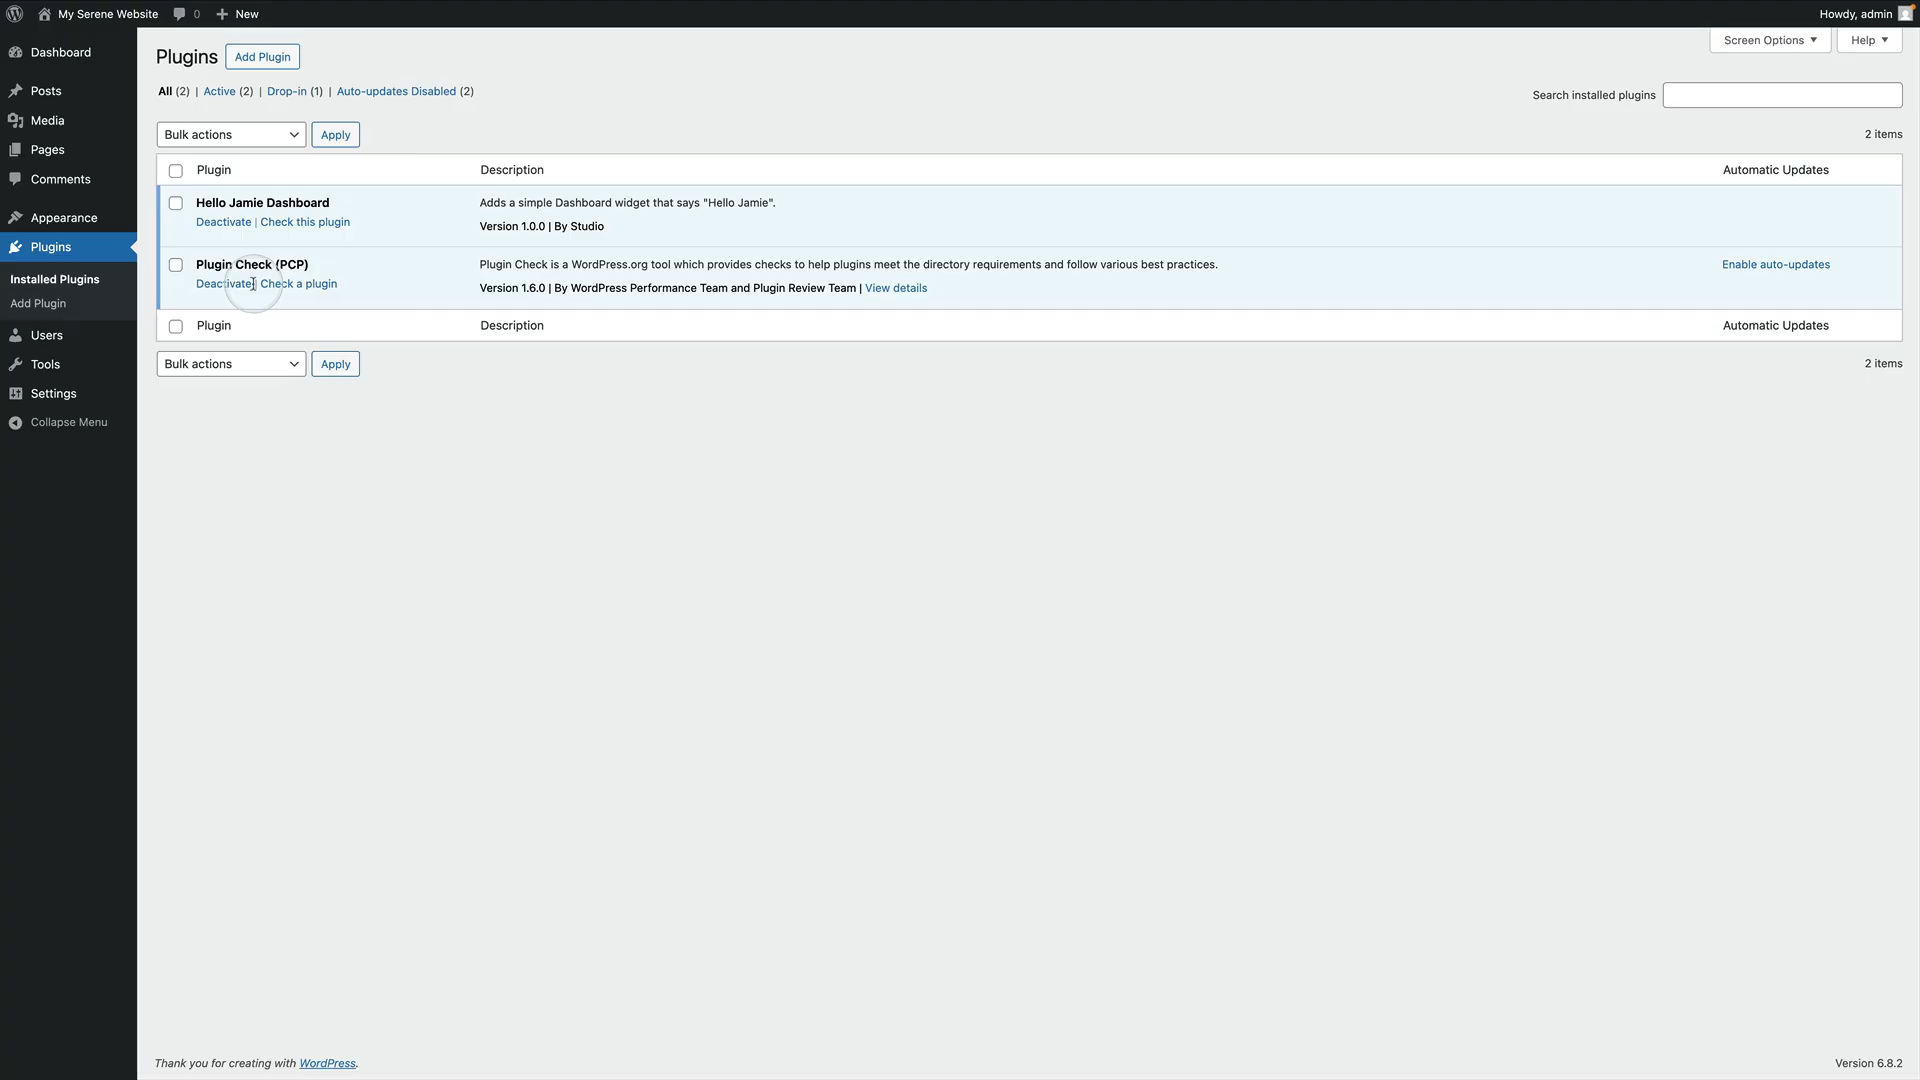 My Serene Website 0 New Howdy, admin
Dashboard
Posts
Media
Pages
Comments
Appearance
Plugins
Installed Plugins
Add Plugin
Users
Tools
Settings
Collapse Menu
Screen Options Help
Plugins Add Plugin
All (2) | Active (2) | Drop-in (1) | Auto-updates Disabled (2)
Search installed plugins
Bulk actions Apply 2 items
Plugin Description Automatic Updates
Hello Jamie Dashboard Adds a simple Dashboard widget that says "Hello Jamie".
Deactivate | Check this plugin Version 1.0.0 | By Studio
Plugin Check (PCP) Plugin Check is a WordPress.org tool which provides checks to help plugins meet the directory requirements and follow various best practices. Enable auto-updates
Deactivate | Check a plugin Version 1.6.0 | By WordPress Performance Team and Plugin Review Team | View details
Plugin Description Automatic Updates
Bulk actions Apply 2 items
Thank you for creating with WordPress. Version 6.8.2